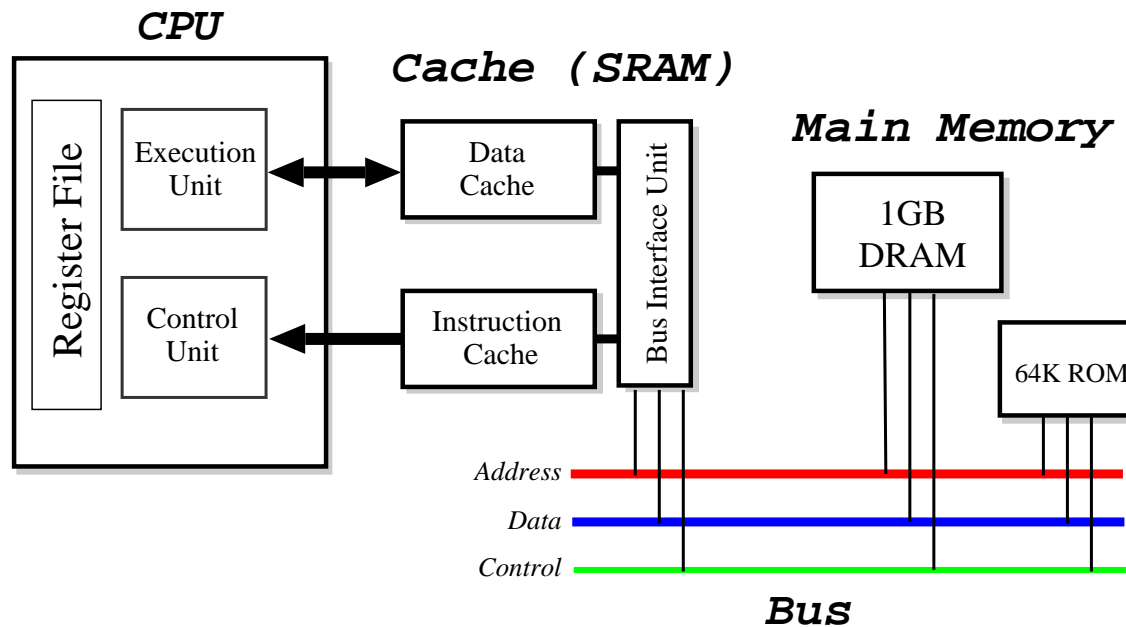 CPU
Cache (SRAM)
Main Memory
Register File
Execution
Unit
Control
Unit
Data
Cache
Instruction
Cache
Bus Interface Unit
1GB
DRAM
64K ROM
Address
Data
Control
Bus